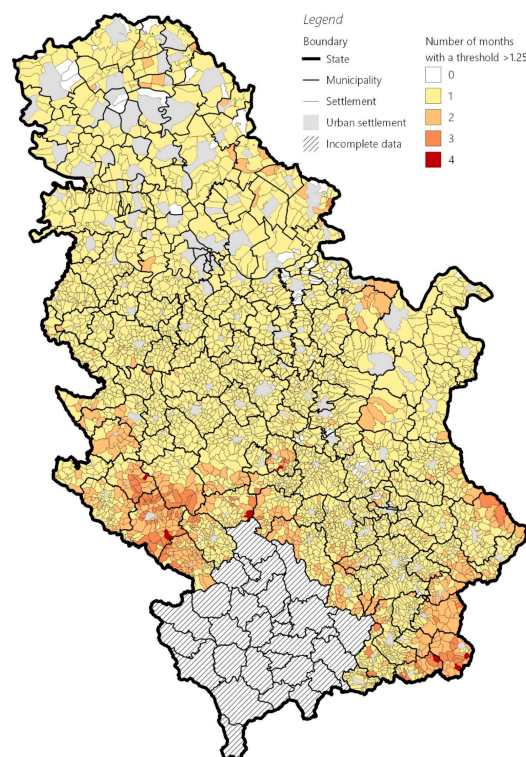 Legend
Boundary
State
Municipality
Settlement
Urban settlement
Incomplete data
Number of months
with a threshold >1.25
0
1
2
3
4